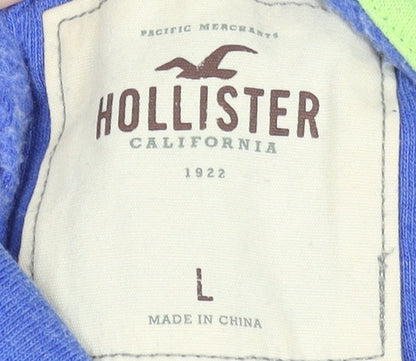 PACIFIC MERCHANTS
HOLLISTER
CALIFORNIA
1922
L
MADE IN CHINA